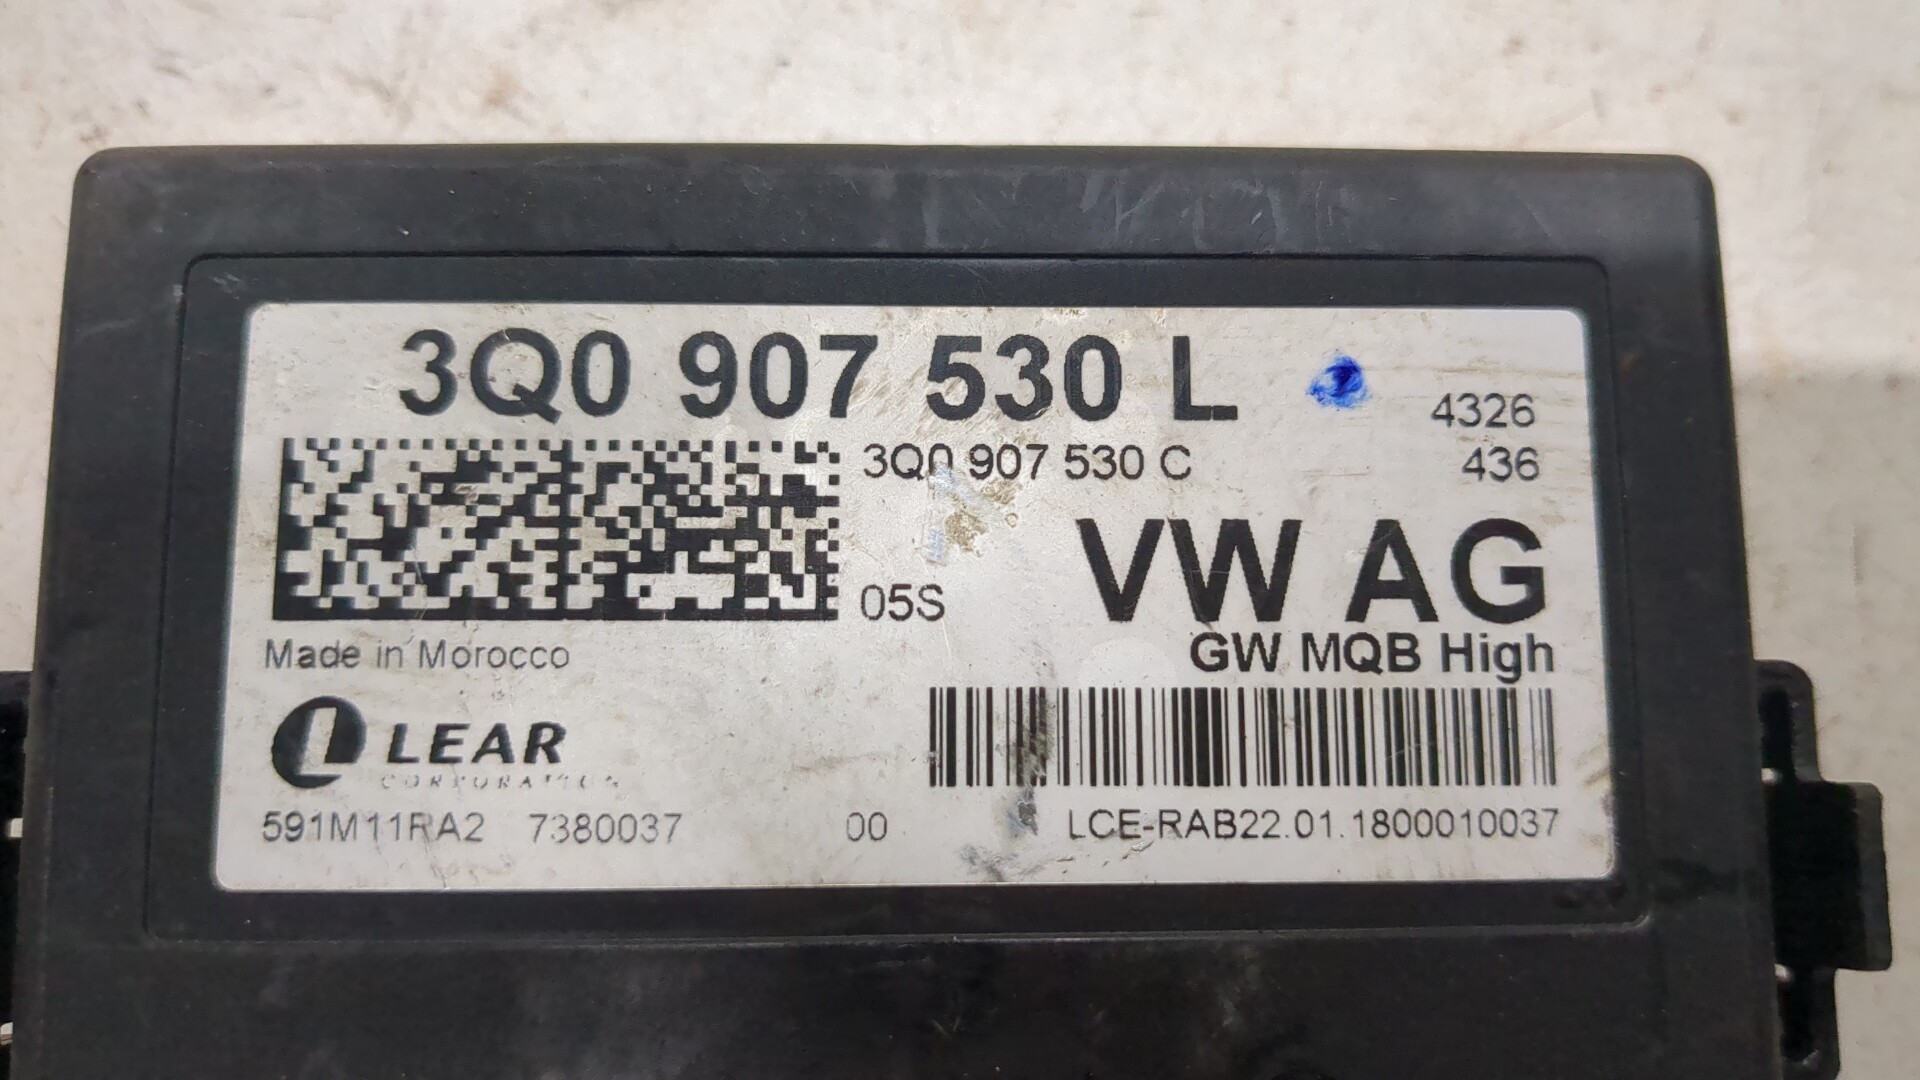 3Q0 907 530 L
4326
3Q0 907 530 C 436
05S VW AG
Made in Morocco GW MQB High
L LEAR
CORPORATION
591M11RA2 7380037 00 LCE-RAB22.01.1800010037